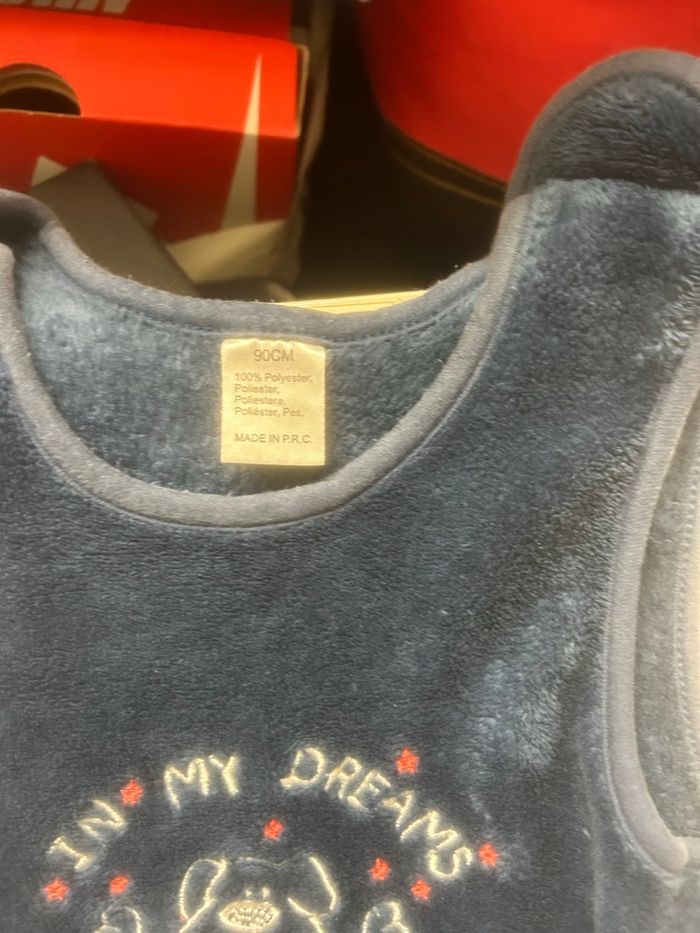 90CM
100% Polyester,
Poliester,
Poliestere,
Poliéster, Pes.
MADE IN P.R.C.
IN MY DREAMS